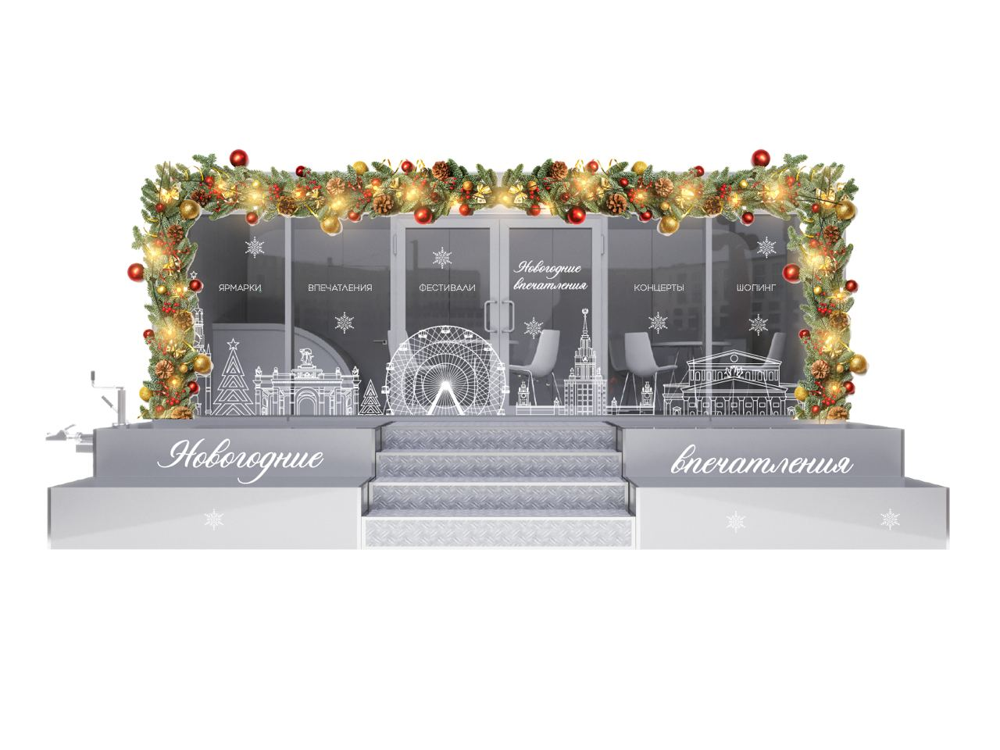 Новогодние
впечатления
ЯРМАРКИ
ВПЕЧАТЛЕНИЯ
ФЕСТИВАЛИ
КОНЦЕРТЫ
ШОПИНГ
Новогодние
впечатления